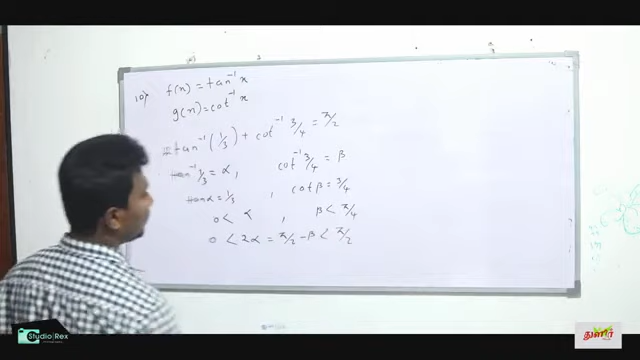 10)
f(x) = tan⁻¹ x
g(x) = cot⁻¹ x
tan⁻¹(1/3) + cot⁻¹ 3/4 = π/2
tan⁻¹ 1/3 = α, cot⁻¹ 3/4 = β
tan α = 1/3, cot β = 3/4
0 < α, β < π/4
0 < 2α = π/2 - β < π/2
Studio|Rex
துளிர்